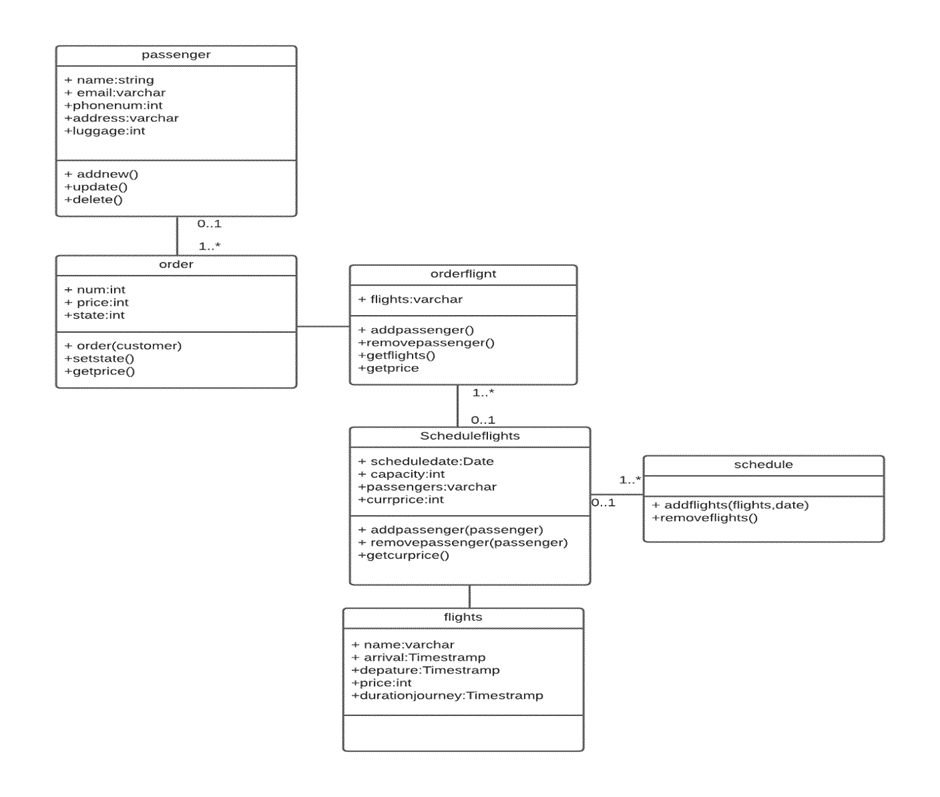 passenger
+ name:string
+ email:varchar
+phonenum:int
+address:varchar
+luggage:int
+ addnew()
+update()
+delete()
0..1
1..*
order
+ num:int
+ price:int
+state:int
+ order(customer)
+setstate()
+getprice()
orderflignt
+ flights:varchar
+ addpassenger()
+removepassenger()
+getflights()
+getprice
1..*
0..1
Scheduleflights
+ scheduledate:Date
+ capacity:int
+passengers:varchar
+currprice:int
+ addpassenger(passenger)
+ removepassenger(passenger)
+getcurprice()
1..*
0..1
schedule
+ addflights(flights,date)
+removeflights()
flights
+ name:varchar
+ arrival:Timestramp
+depature:Timestramp
+price:int
+durationjourney:Timestramp